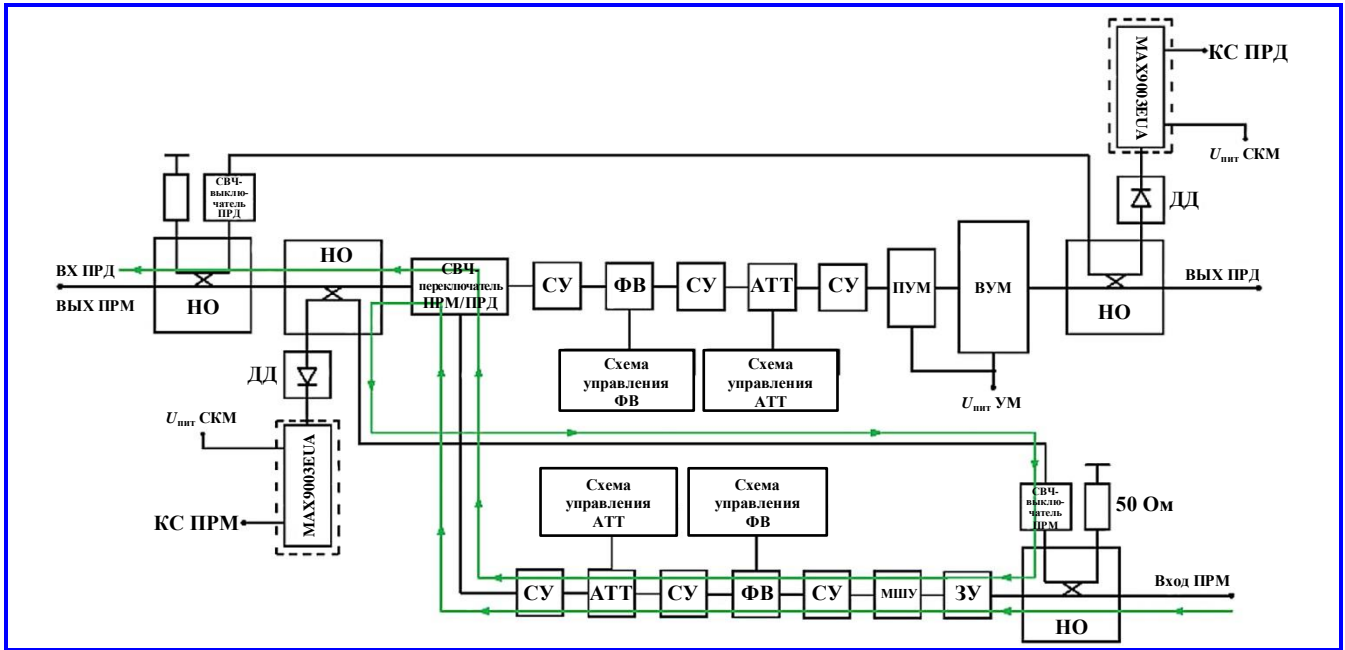 MAX9003EUA
КС ПРД
Uпит СКМ
ДД
СВЧ-
выклю-
чатель
ПРД
НО
НО
ВХ ПРД
ВЫХ ПРМ
СВЧ-
переключатель
ПРМ/ПРД
СУ
ФВ
СУ
АТТ
СУ
ПУМ
ВУМ
НО
ВЫХ ПРД
Схема
управления
ФВ
Схема
управления
АТТ
Uпит УМ
ДД
Uпит СКМ
MAX9003EUA
КС ПРМ
Схема
управления
АТТ
Схема
управления
ФВ
СВЧ-
выклю-
чатель
ПРМ
50 Ом
СУ
АТТ
СУ
ФВ
СУ
МШУ
ЗУ
НО
Вход ПРМ